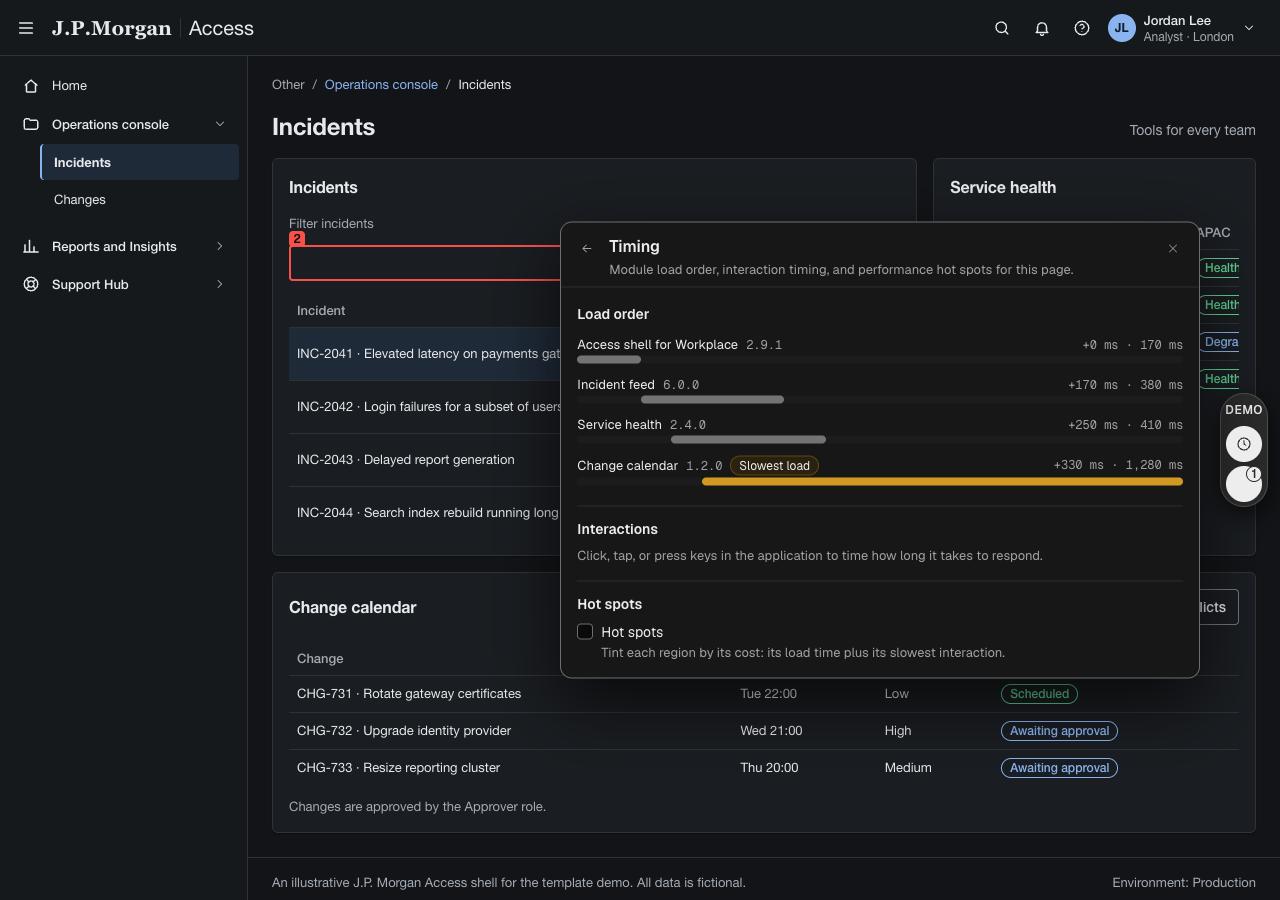 J.P.Morgan Access
JL
Jordan Lee
Analyst · London
Home
Operations console
Incidents
Changes
Reports and Insights
Support Hub
Other / Operations console / Incidents
Incidents
Tools for every team
Incidents
Filter incidents
2
Incident
INC-2041 · Elevated latency on payments gat
INC-2042 · Login failures for a subset of users
INC-2043 · Delayed report generation
INC-2044 · Search index rebuild running long
Service health
APAC
Health
Health
Degra
Health
Timing
Module load order, interaction timing, and performance hot spots for this page.
Load order
Access shell for Workplace 2.9.1 +0 ms · 170 ms
Incident feed 6.0.0 +170 ms · 380 ms
Service health 2.4.0 +250 ms · 410 ms
Change calendar 1.2.0 Slowest load +330 ms · 1,280 ms
Interactions
Click, tap, or press keys in the application to time how long it takes to respond.
Hot spots
Hot spots
Tint each region by its cost: its load time plus its slowest interaction.
DEMO
1
Change calendar
licts
Change
CHG-731 · Rotate gateway certificates Tue 22:00 Low Scheduled
CHG-732 · Upgrade identity provider Wed 21:00 High Awaiting approval
CHG-733 · Resize reporting cluster Thu 20:00 Medium Awaiting approval
Changes are approved by the Approver role.
An illustrative J.P. Morgan Access shell for the template demo. All data is fictional.
Environment: Production